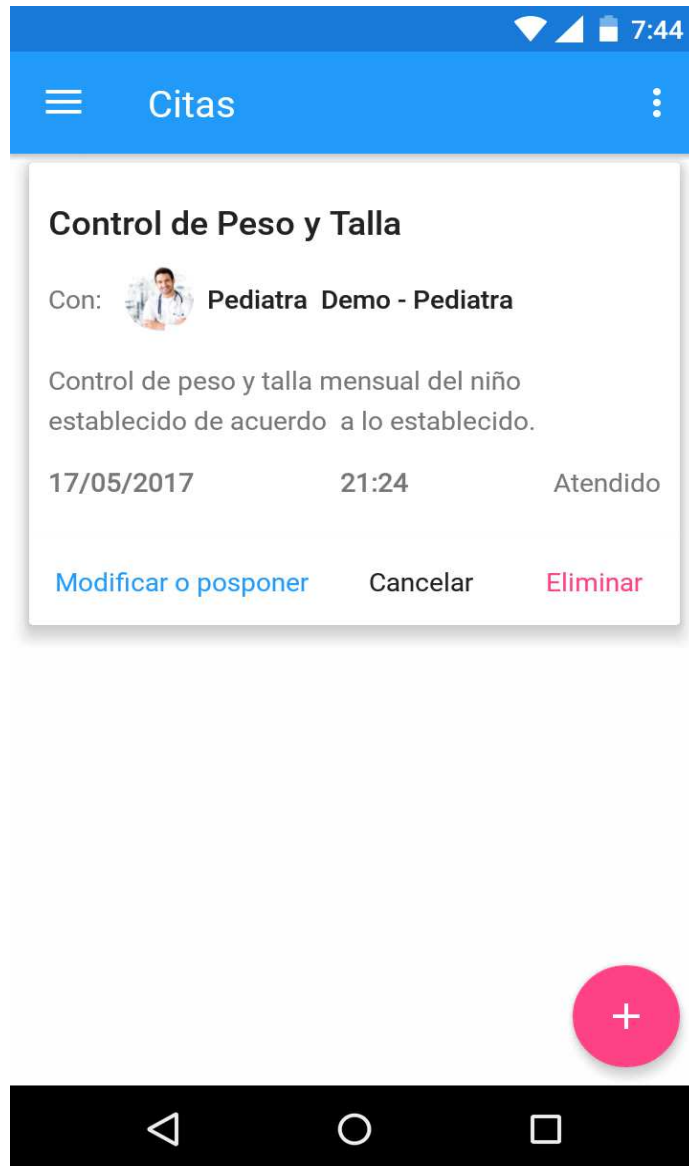 7:44
Citas
Control de Peso y Talla
Con: Pediatra  Demo - Pediatra
Control de peso y talla mensual del niño
establecido de acuerdo  a lo establecido.
17/05/2017 21:24 Atendido
Modificar o posponer Cancelar Eliminar
+